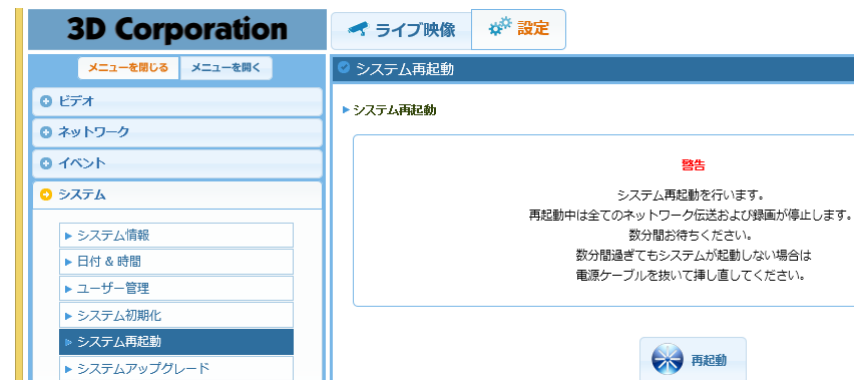 3D Corporation
ライブ映像
設定
メニューを閉じる
メニューを開く
ビデオ
ネットワーク
イベント
システム
システム情報
日付 & 時間
ユーザー管理
システム初期化
システム再起動
システムアップグレード
システム再起動
システム再起動
警告
システム再起動を行います。
再起動中は全てのネットワーク伝送および録画が停止します。
数分間お待ちください。
数分間過ぎてもシステムが起動しない場合は
電源ケーブルを抜いて挿し直してください。
再起動